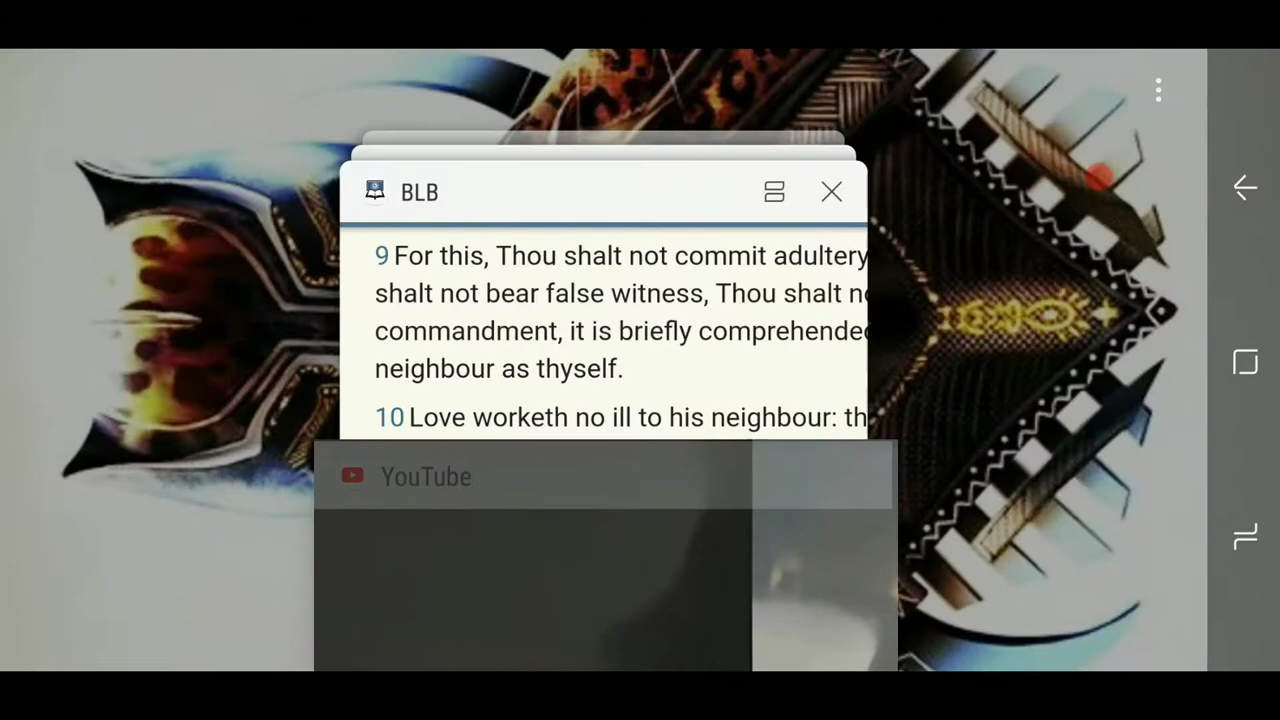 BLB
9 For this, Thou shalt not commit adultery
shalt not bear false witness, Thou shalt n
commandment, it is briefly comprehended
neighbour as thyself.
10 Love worketh no ill to his neighbour: th
YouTube